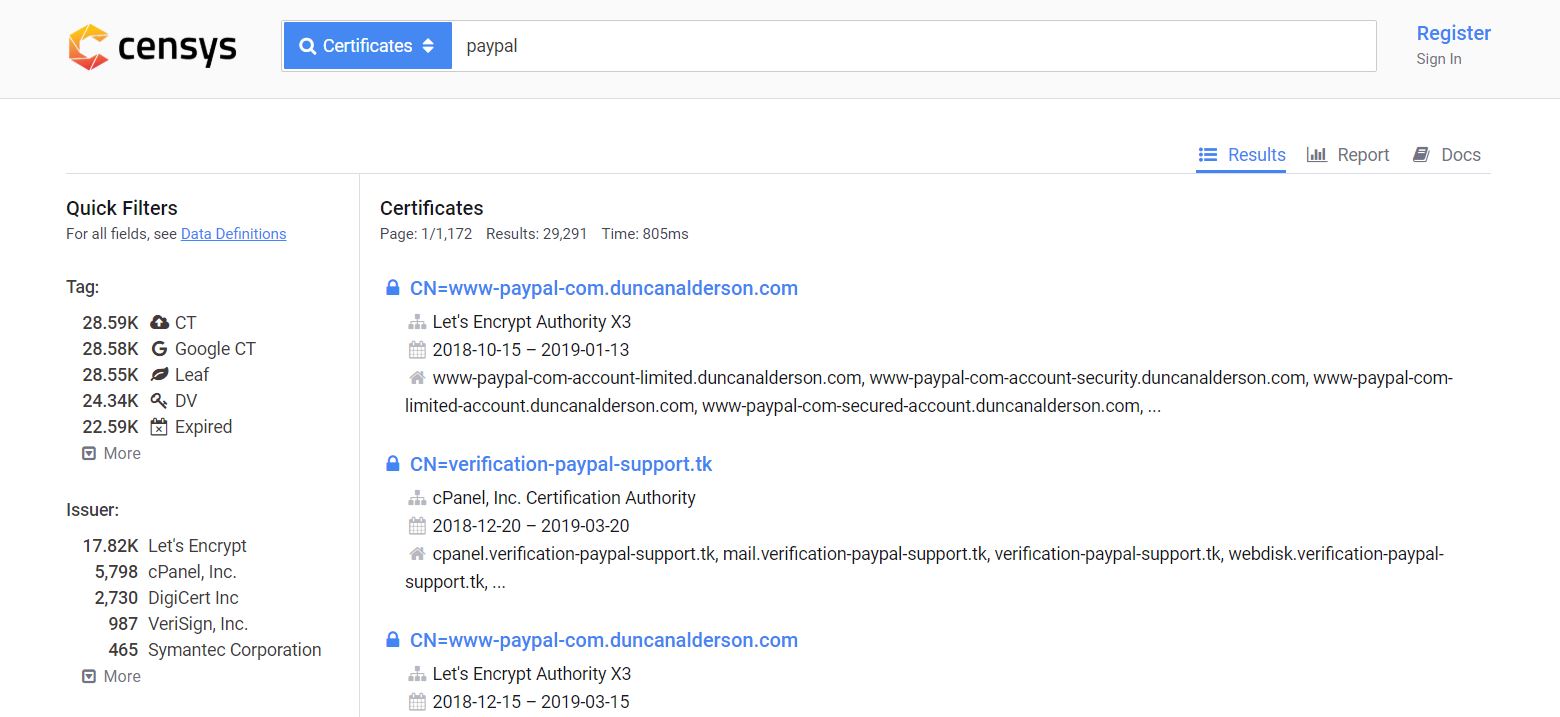 censys
Certificates
paypal
Register
Sign In
Results
Report
Docs
Quick Filters
For all fields, see Data Definitions
Tag:
28.59K CT
28.58K Google CT
28.55K Leaf
24.34K DV
22.59K Expired
More
Issuer:
17.82K Let's Encrypt
5,798 cPanel, Inc.
2,730 DigiCert Inc
987 VeriSign, Inc.
465 Symantec Corporation
More
Certificates
Page: 1/1,172 Results: 29,291 Time: 805ms
CN=www-paypal-com.duncanalderson.com
Let's Encrypt Authority X3
2018-10-15 – 2019-01-13
www-paypal-com-account-limited.duncanalderson.com, www-paypal-com-account-security.duncanalderson.com, www-paypal-com-
limited-account.duncanalderson.com, www-paypal-com-secured-account.duncanalderson.com, ...
CN=verification-paypal-support.tk
cPanel, Inc. Certification Authority
2018-12-20 – 2019-03-20
cpanel.verification-paypal-support.tk, mail.verification-paypal-support.tk, verification-paypal-support.tk, webdisk.verification-paypal-
support.tk, ...
CN=www-paypal-com.duncanalderson.com
Let's Encrypt Authority X3
2018-12-15 – 2019-03-15